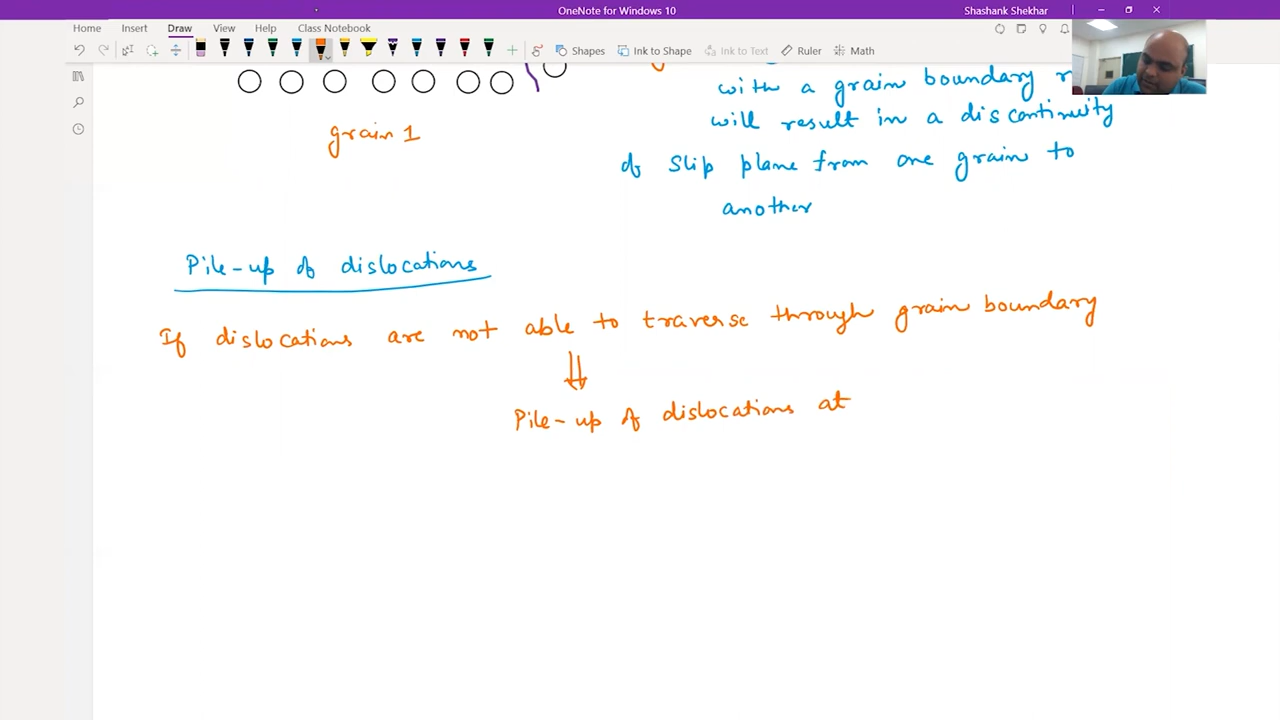 OneNote for Windows 10
Shashank Shekhar
Home Insert Draw View Help Class Notebook
Shapes Ink to Shape Ink to Text Ruler Math
with a grain boundary
will result in a discontinuity
of slip plane from one grain to
another
grain 1
Pile-up of dislocations
If dislocations are not able to traverse through grain boundary
Pile-up of dislocations at